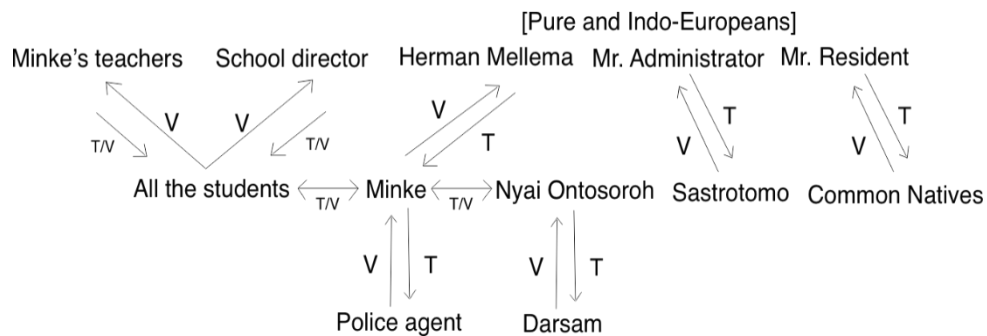 [Pure and Indo-Europeans]
Minke's teachers School director Herman Mellema Mr. Administrator Mr. Resident
V V V T T
T/V T/V T V V
All the students Minke Nyai Ontosoroh Sastrotomo Common Natives
T/V T/V
V T V T
Police agent Darsam